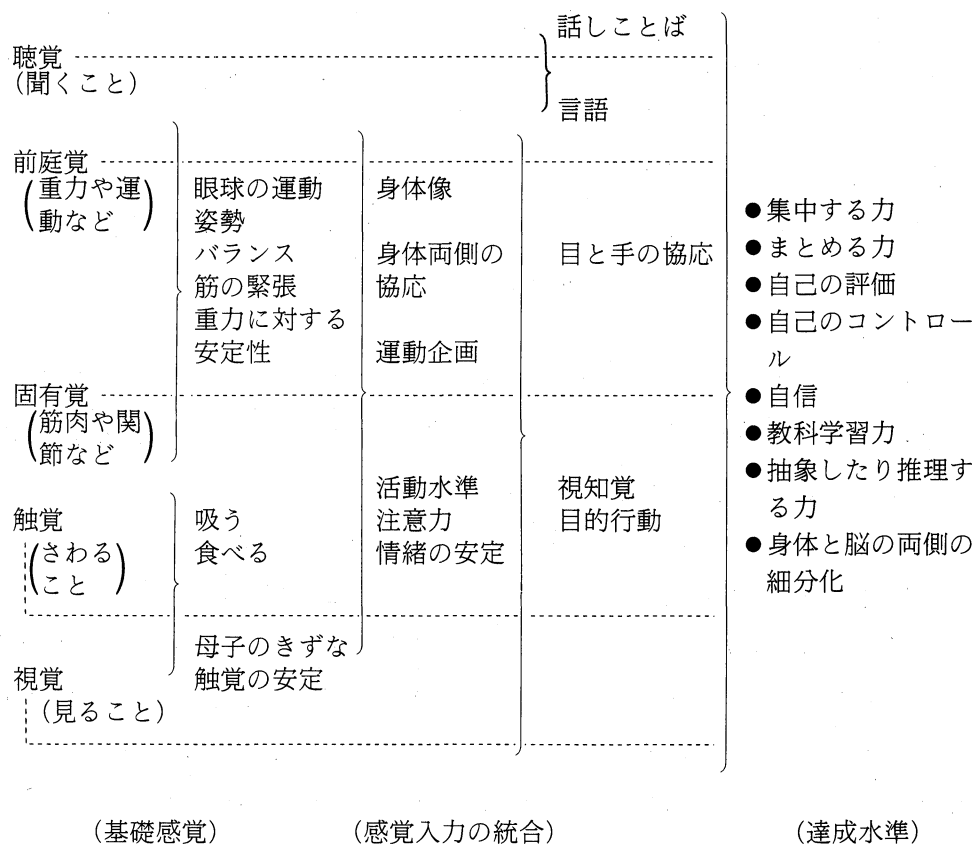 聴覚
(聞くこと)
話しことば
言語
前庭覚
(重力や運
動など)
眼球の運動
姿勢
バランス
筋の緊張
重力に対する
安定性
身体像
身体両側の
協応
運動企画
目と手の協応
固有覚
(筋肉や関
節など)
触覚
(さわる
こと)
吸う
食べる
活動水準
注意力
情緒の安定
視知覚
目的行動
視覚
(見ること)
母子のきずな
触覚の安定
●集中する力
●まとめる力
●自己の評価
●自己のコントロー
ル
●自信
●教科学習力
●抽象したり推理す
る力
●身体と脳の両側の
細分化
(基礎感覚)
(感覚入力の統合)
(達成水準)